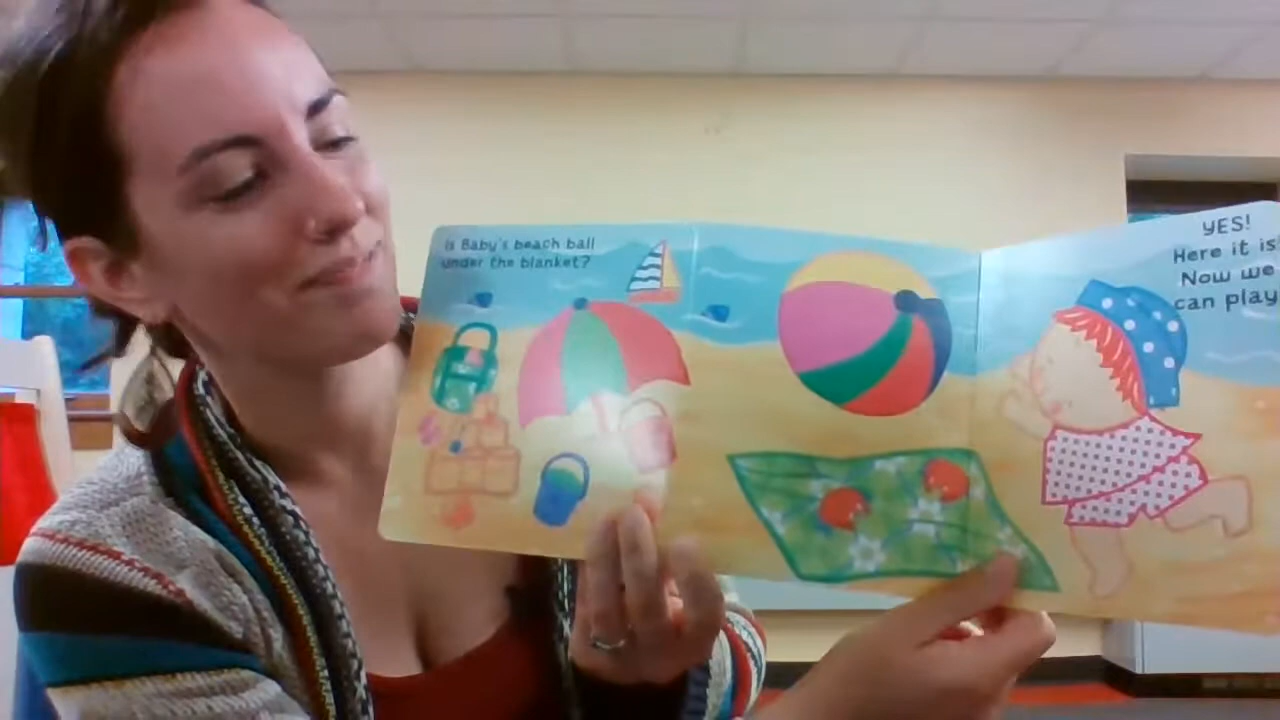 Is Baby's beach ball
under the blanket?
YES!
Here it is
Now we
can play